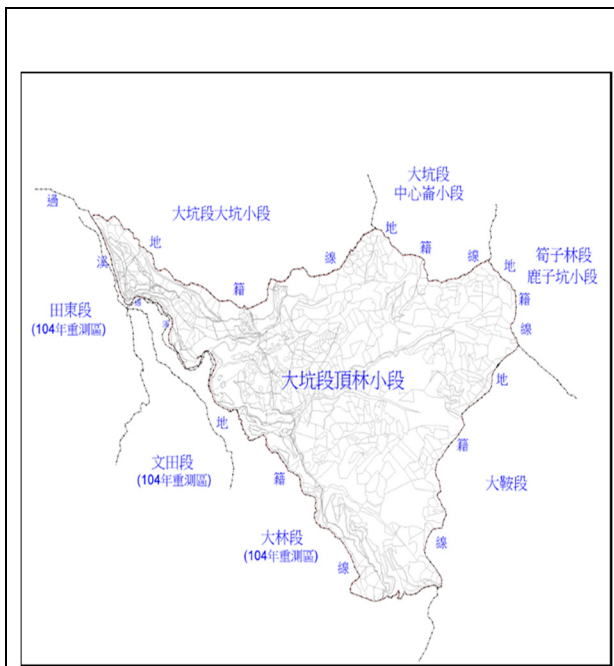 大坑段
中心崙小段
大坑段大坑小段
過
溪
地
籍
線
地
籍
線
筍子林段
鹿子坑小段
地
籍
線
田東段
(104年重測區)
大坑段頂林小段
地
籍
線
文田段
(104年重測區)
地
籍
線
大鞍段
大林段
(104年重測區)